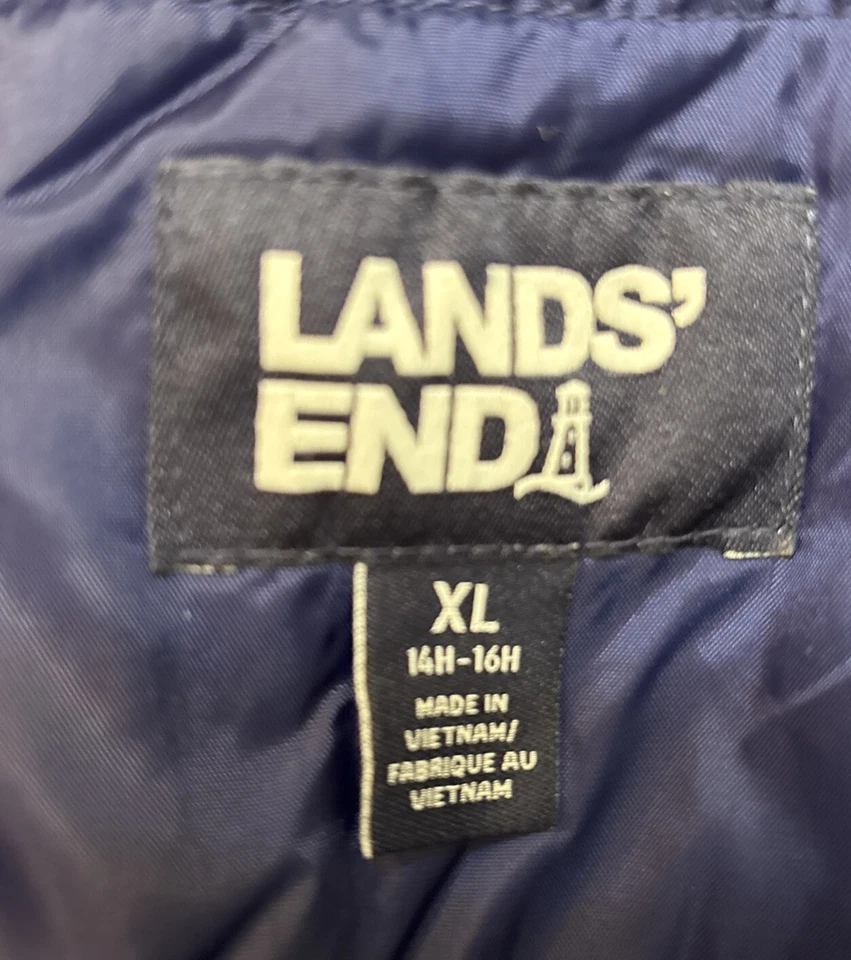 LANDS'
END
XL
14H-16H
MADE IN
VIETNAM/
FABRIQUE AU
VIETNAM